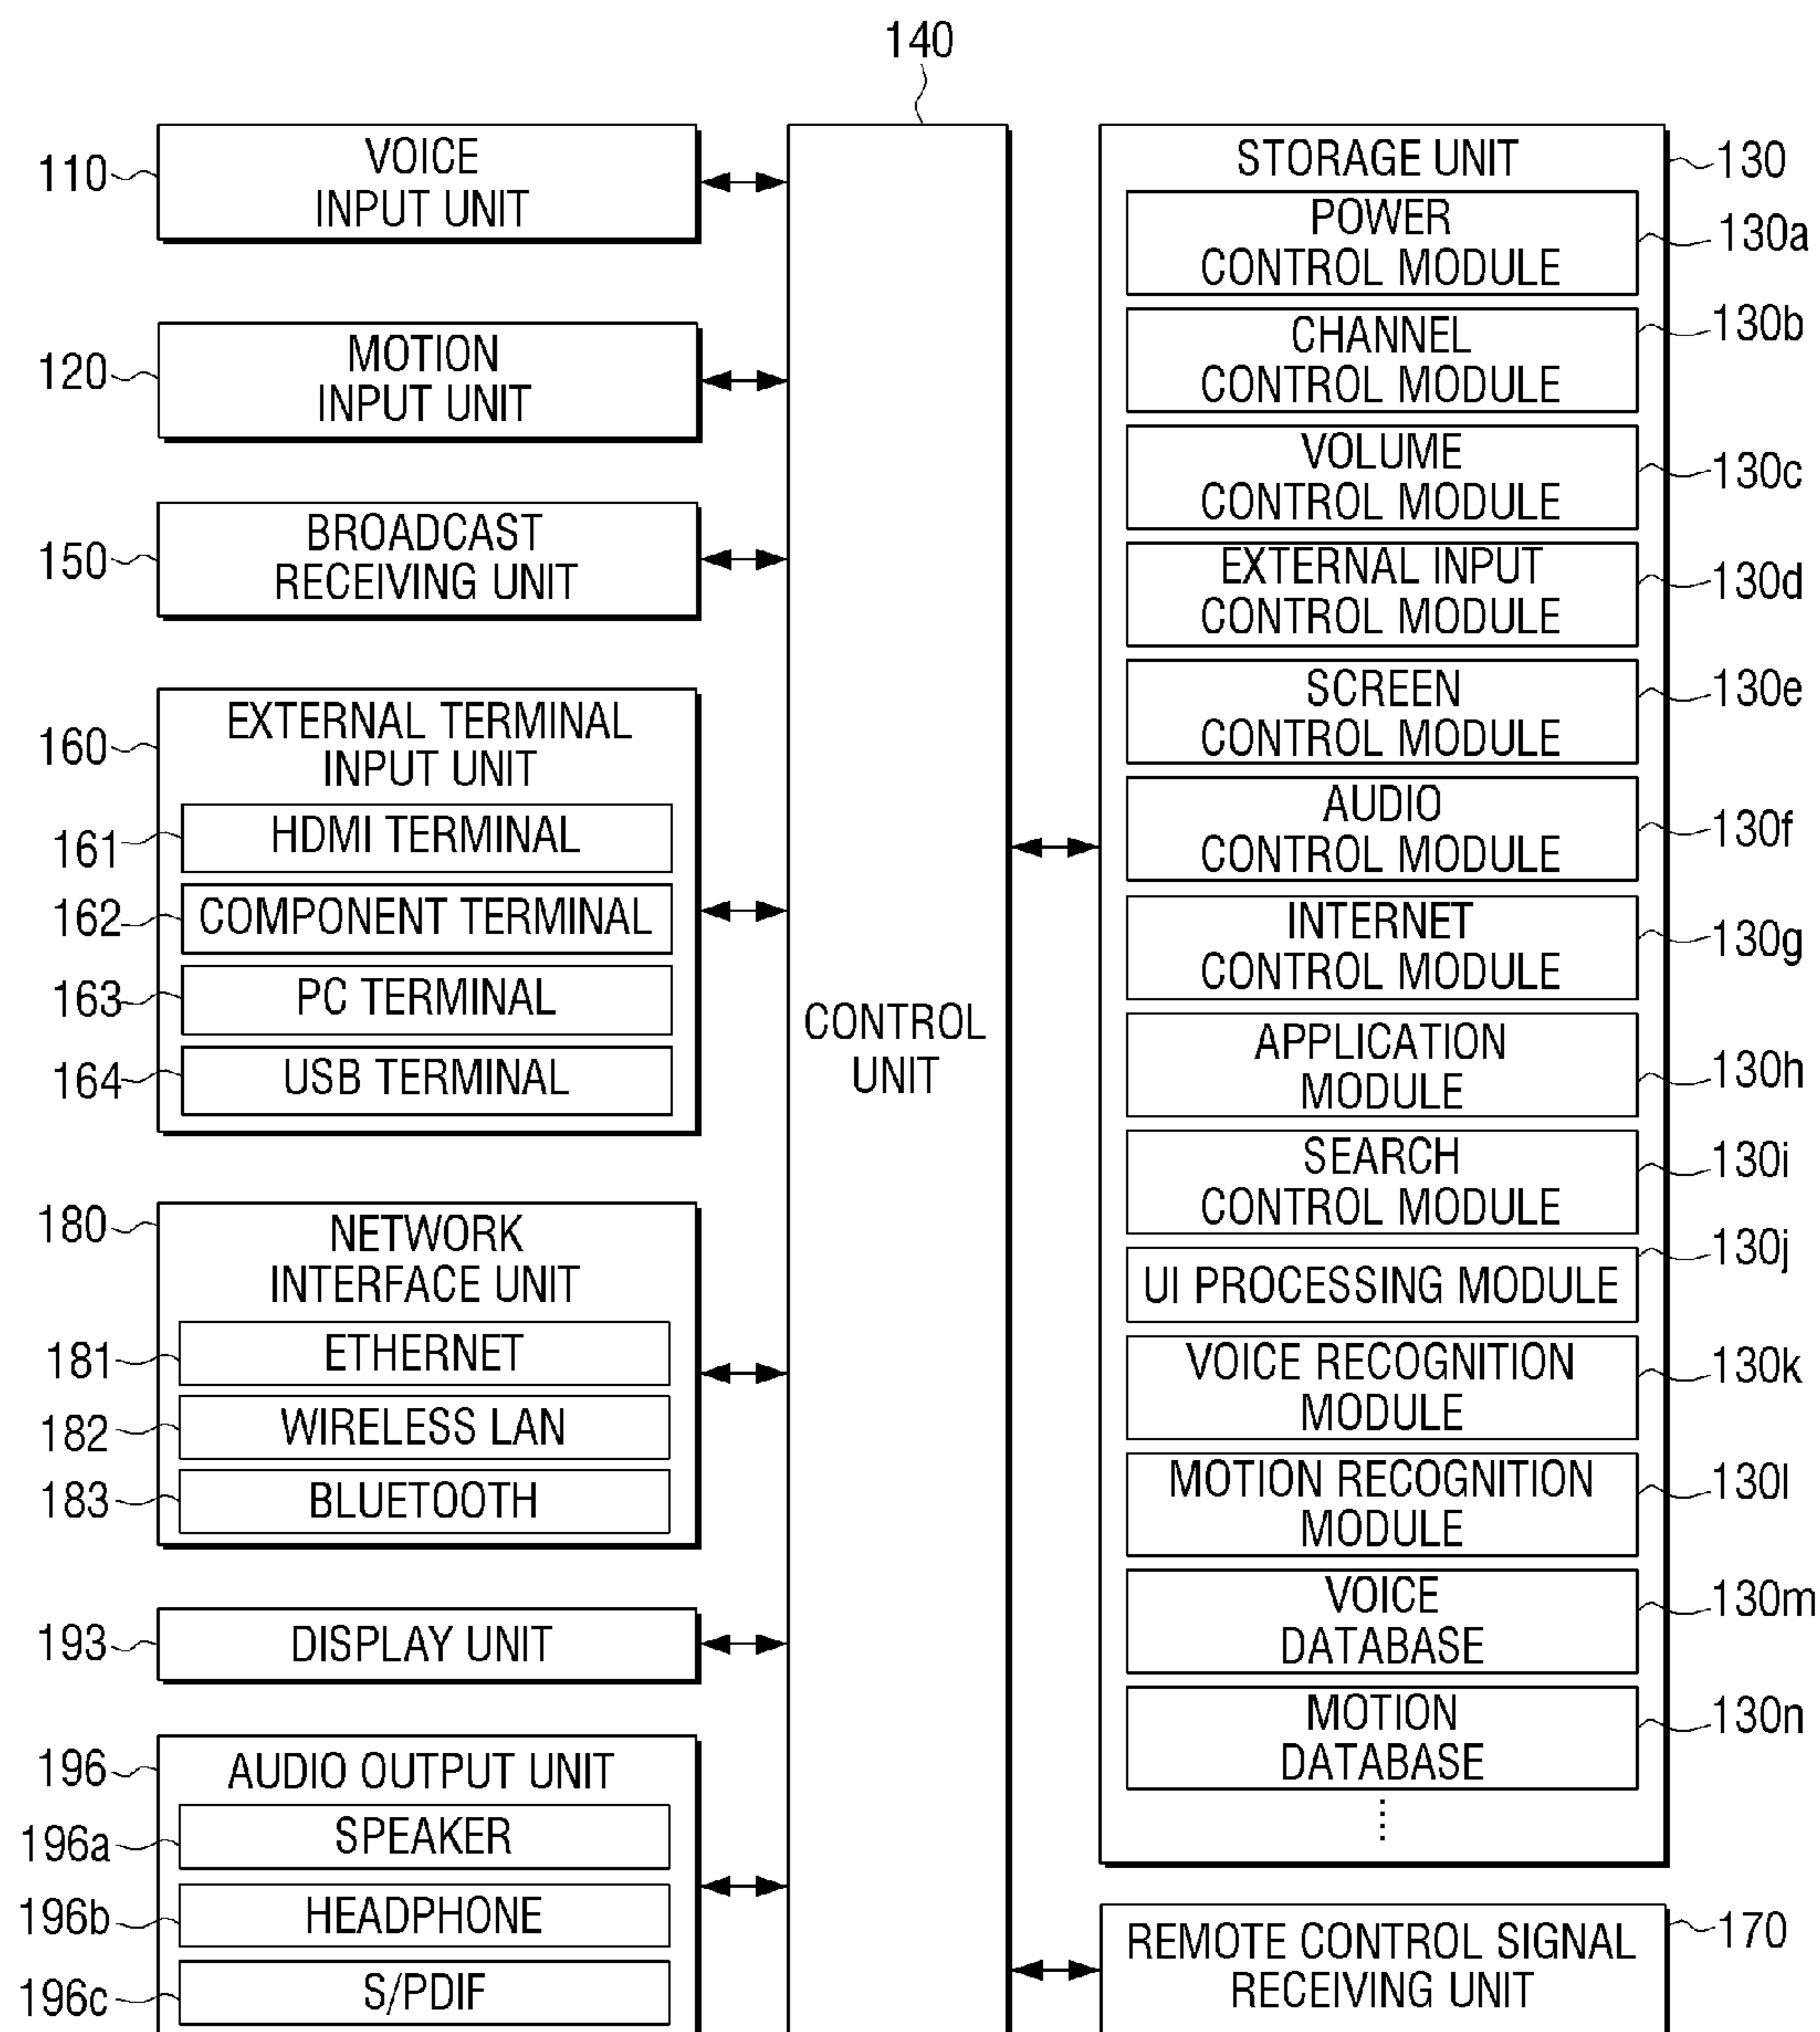 140
110
VOICE
INPUT UNIT
120
MOTION
INPUT UNIT
150
BROADCAST
RECEIVING UNIT
160
EXTERNAL TERMINAL
INPUT UNIT
161
HDMI TERMINAL
162
COMPONENT TERMINAL
163
PC TERMINAL
164
USB TERMINAL
180
NETWORK
INTERFACE UNIT
181
ETHERNET
182
WIRELESS LAN
183
BLUETOOTH
193
DISPLAY UNIT
196
AUDIO OUTPUT UNIT
196a
SPEAKER
196b
HEADPHONE
196c
S/PDIF
CONTROL
UNIT
STORAGE UNIT
130
POWER
CONTROL MODULE
130a
CHANNEL
CONTROL MODULE
130b
VOLUME
CONTROL MODULE
130c
EXTERNAL INPUT
CONTROL MODULE
130d
SCREEN
CONTROL MODULE
130e
AUDIO
CONTROL MODULE
130f
INTERNET
CONTROL MODULE
130g
APPLICATION
MODULE
130h
SEARCH
CONTROL MODULE
130i
UI PROCESSING MODULE
130j
VOICE RECOGNITION
MODULE
130k
MOTION RECOGNITION
MODULE
130l
VOICE
DATABASE
130m
MOTION
DATABASE
130n
REMOTE CONTROL SIGNAL
RECEIVING UNIT
170